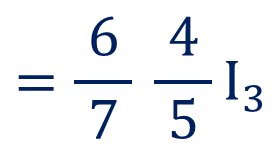 = 6/7 4/5 I₃